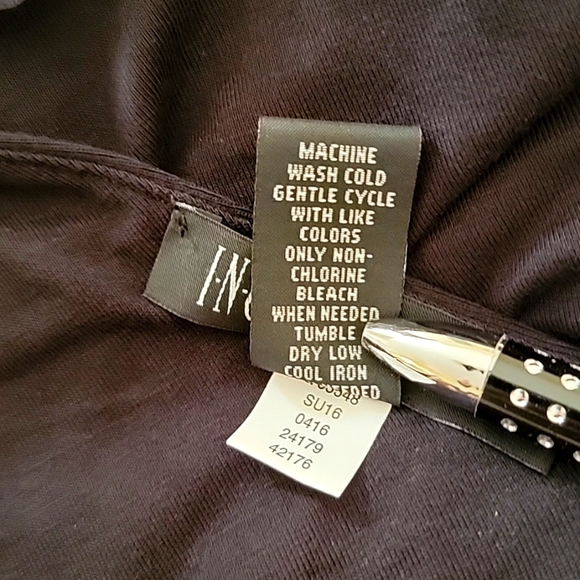 MACHINE
WASH COLD
GENTLE CYCLE
WITH LIKE
COLORS
ONLY NON-
CHLORINE
BLEACH
WHEN NEEDED
TUMBLE
DRY LOW
COOL IRON
I·N·
SU16
0416
24179
42176